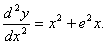 d²y/dx² = x² + e²x.